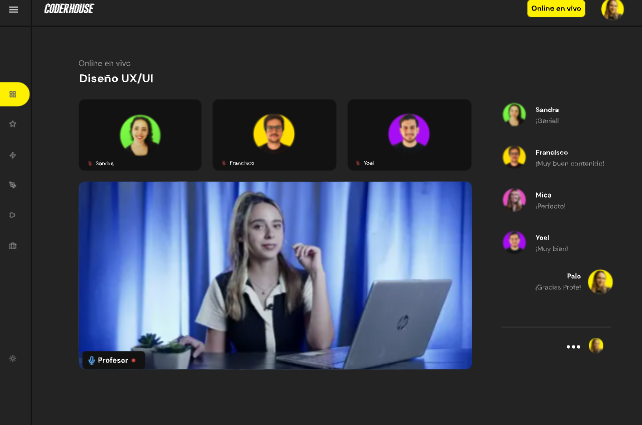 CODERHOUSE
Online en vivo
Online en vivo
Diseño UX/UI
Sandra
Francisco
Yoel
Profesor
Sandra
¡Genial!
Francisco
¡Muy buen contenido!
Mica
¡Perfecto!
Yoel
¡Muy bien!
Palo
¡Gracias Profe!